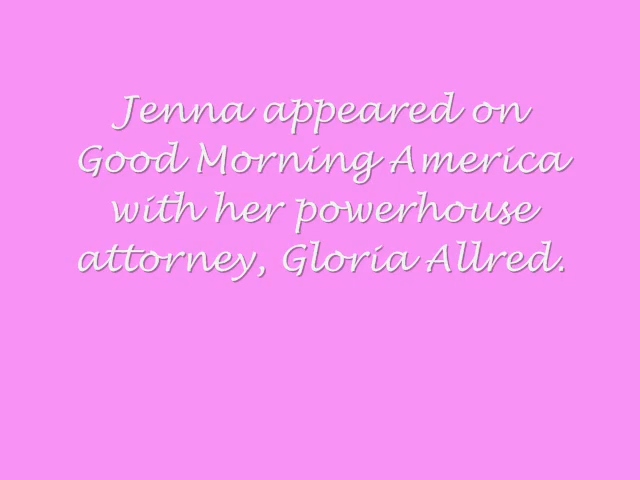 Jenna appeared on
Good Morning America
with her powerhouse
attorney, Gloria Allred.